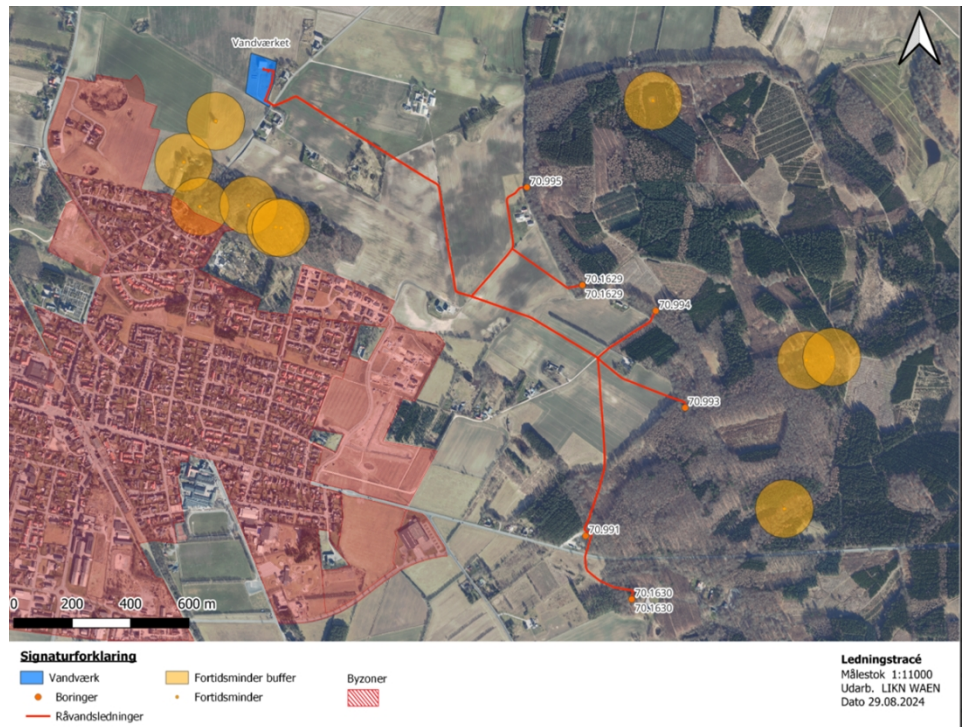 Vandværket
70.995
70.1629
70.1629
70.994
70.993
70.991
70.1630
70.1630
0 200 400 600 m
Signaturforklaring
Vandværk
Boringer
Råvandsledninger
Fortidsminder buffer
Fortidsminder
Byzoner
Ledningstracé
Målestok 1:11000
Udarb. LIKN WAEN
Dato 29.08.2024